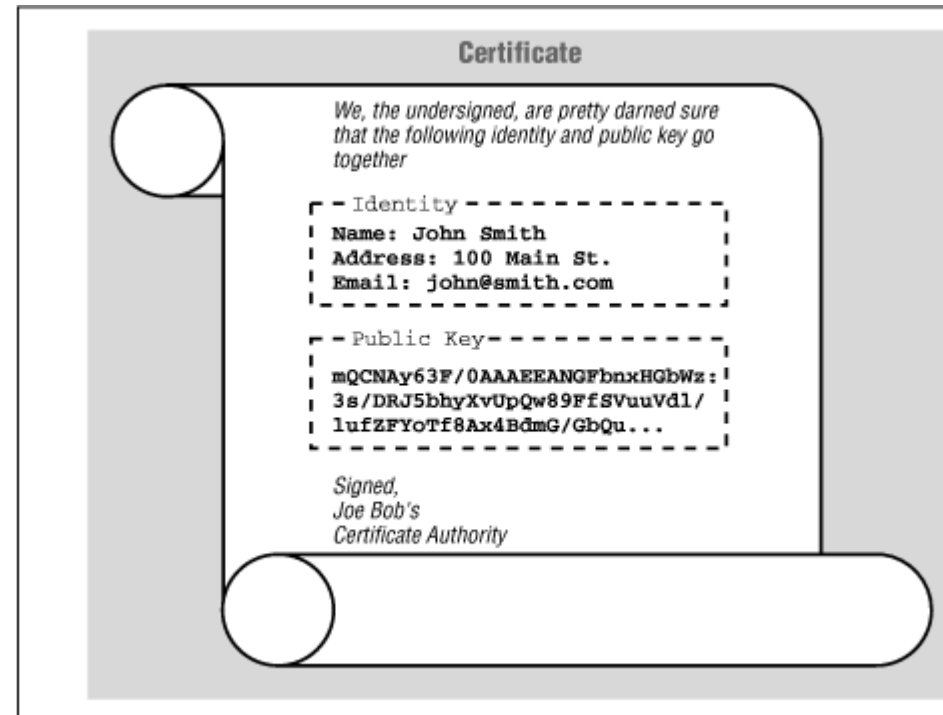 Certificate
We, the undersigned, are pretty darned sure
that the following identity and public key go
together
Identity
Name: John Smith
Address: 100 Main St.
Email: john@smith.com
Public Key
mQCNAy63F/0AAAEEANGFbnxHGbWz:
3s/DRJ5bhyXvUpQw89FfSVuuVdl/
lufZFYoTf8Ax4BdmG/GbQu...
Signed,
Joe Bob's
Certificate Authority